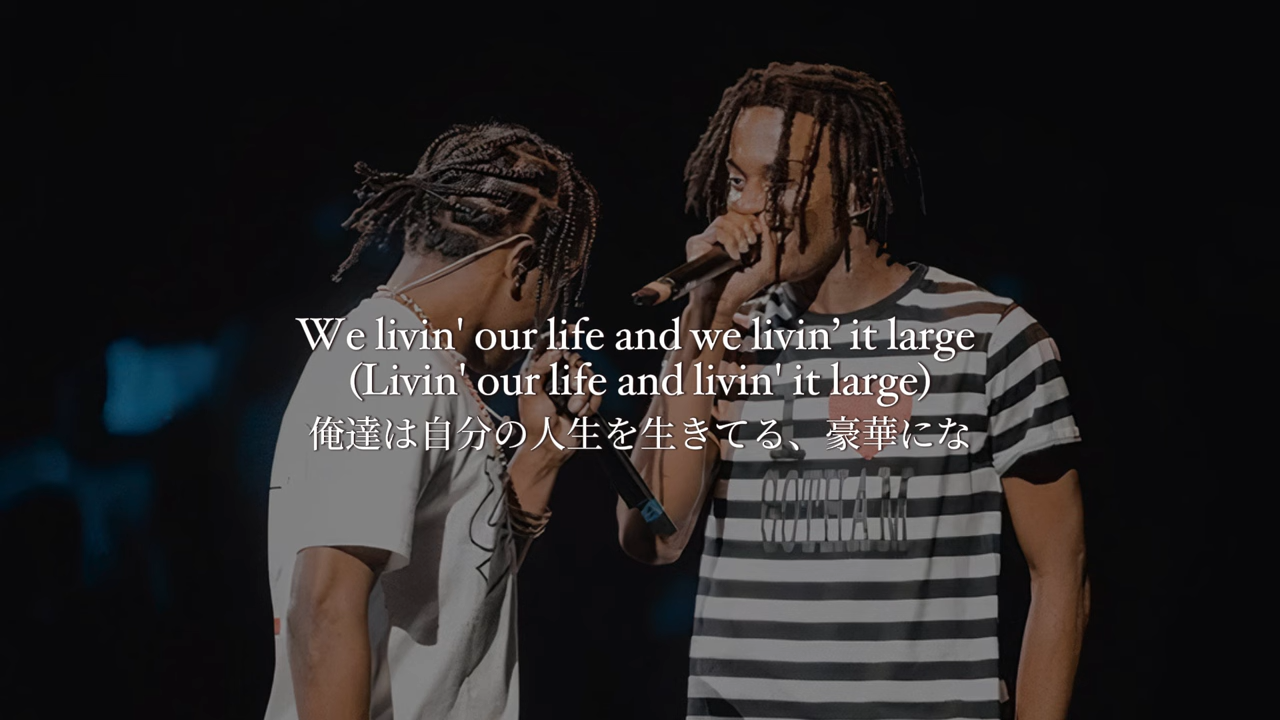 We livin' our life and we livin’ it large
(Livin' our life and livin' it large)
俺達は自分の人生を生きてる、豪華にな
I
GOTHAM